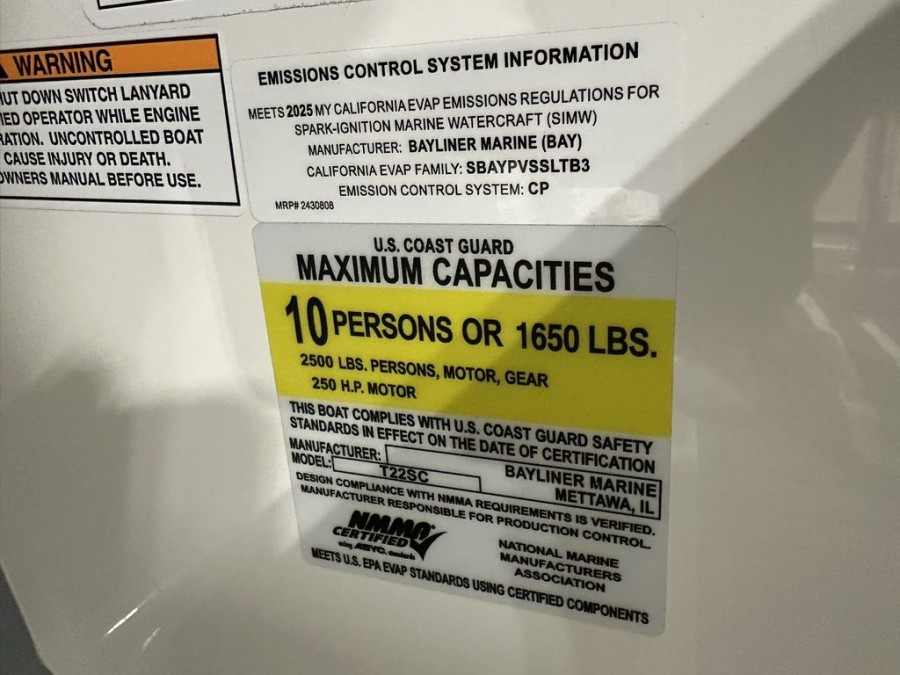 WARNING
HUT DOWN SWITCH LANYARD
IED OPERATOR WHILE ENGINE
RATION. UNCONTROLLED BOAT
CAUSE INJURY OR DEATH.
OWNERS MANUAL BEFORE USE.
EMISSIONS CONTROL SYSTEM INFORMATION
MEETS 2025 MY CALIFORNIA EVAP EMISSIONS REGULATIONS FOR
SPARK-IGNITION MARINE WATERCRAFT (SIMW)
MANUFACTURER: BAYLINER MARINE (BAY)
CALIFORNIA EVAP FAMILY: SBAYPVSSLTB3
EMISSION CONTROL SYSTEM: CP
MRP# 2430808
U.S. COAST GUARD
MAXIMUM CAPACITIES
10 PERSONS OR 1650 LBS.
2500 LBS. PERSONS, MOTOR, GEAR
250 H.P. MOTOR
THIS BOAT COMPLIES WITH U.S. COAST GUARD SAFETY
STANDARDS IN EFFECT ON THE DATE OF CERTIFICATION
MANUFACTURER: BAYLINER MARINE
MODEL: T22SC METTAWA, IL
DESIGN COMPLIANCE WITH NMMA REQUIREMENTS IS VERIFIED.
MANUFACTURER RESPONSIBLE FOR PRODUCTION CONTROL.
NMMA
CERTIFIED
using ABYC, standards
NATIONAL MARINE
MANUFACTURERS
ASSOCIATION
MEETS U.S. EPA EVAP STANDARDS USING CERTIFIED COMPONENTS